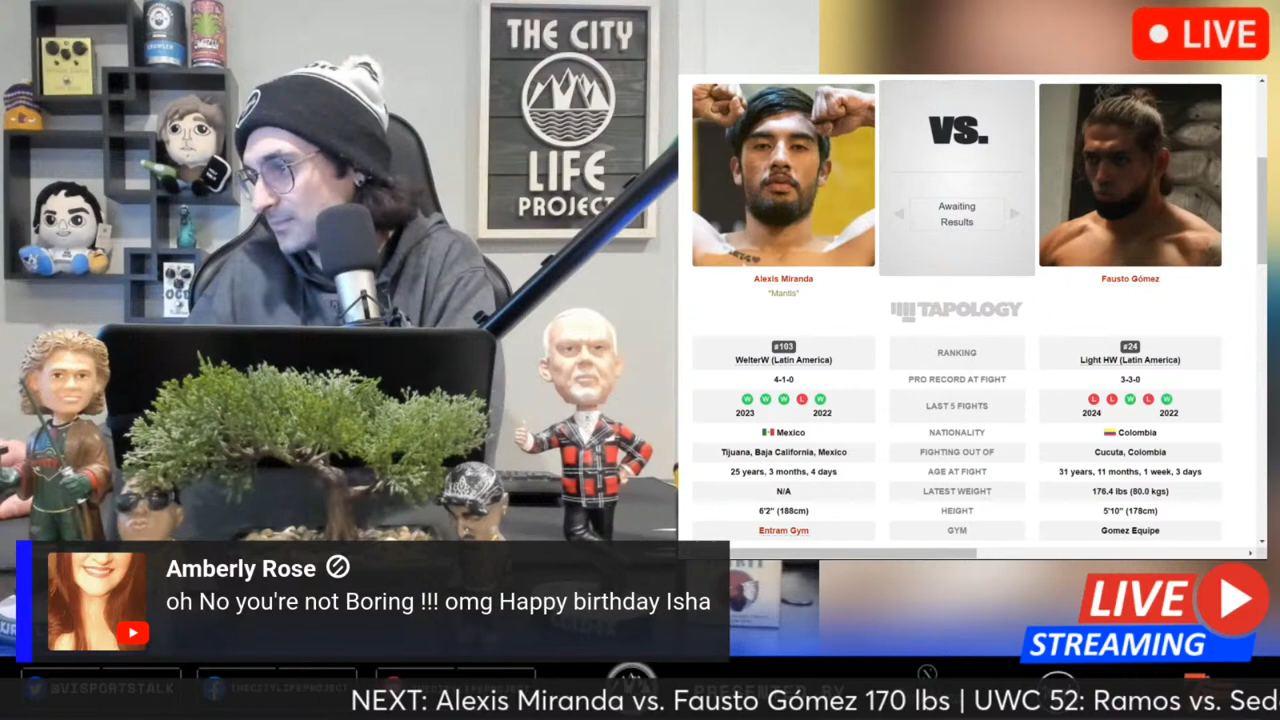 THE CITY
LIFE
PROJECT
LIVE
VS.
Awaiting
Results
Alexis Miranda
"Mantis"
Fausto Gómez
TAPOLOGY
#103
WelterW (Latin America)
RANKING
#24
Light HW (Latin America)
4-1-0
PRO RECORD AT FIGHT
3-3-0
W W W L W
2023 2022
LAST 5 FIGHTS
L L W L W
2024 2022
Mexico
NATIONALITY
Colombia
Tijuana, Baja California, Mexico
FIGHTING OUT OF
Cucuta, Colombia
25 years, 3 months, 4 days
AGE AT FIGHT
31 years, 11 months, 1 week, 3 days
N/A
LATEST WEIGHT
176.4 lbs (80.0 kgs)
6'2" (188cm)
HEIGHT
5'10" (178cm)
Entram Gym
GYM
Gomez Equipe
Amberly Rose
oh No you're not Boring !!! omg Happy birthday Isha
LIVE
STREAMING
@VISPORTSTALK
THECITYLIFEPROJECT
PRESENTED BY
NEXT: Alexis Miranda vs. Fausto Gómez 170 lbs | UWC 52: Ramos vs. Sed